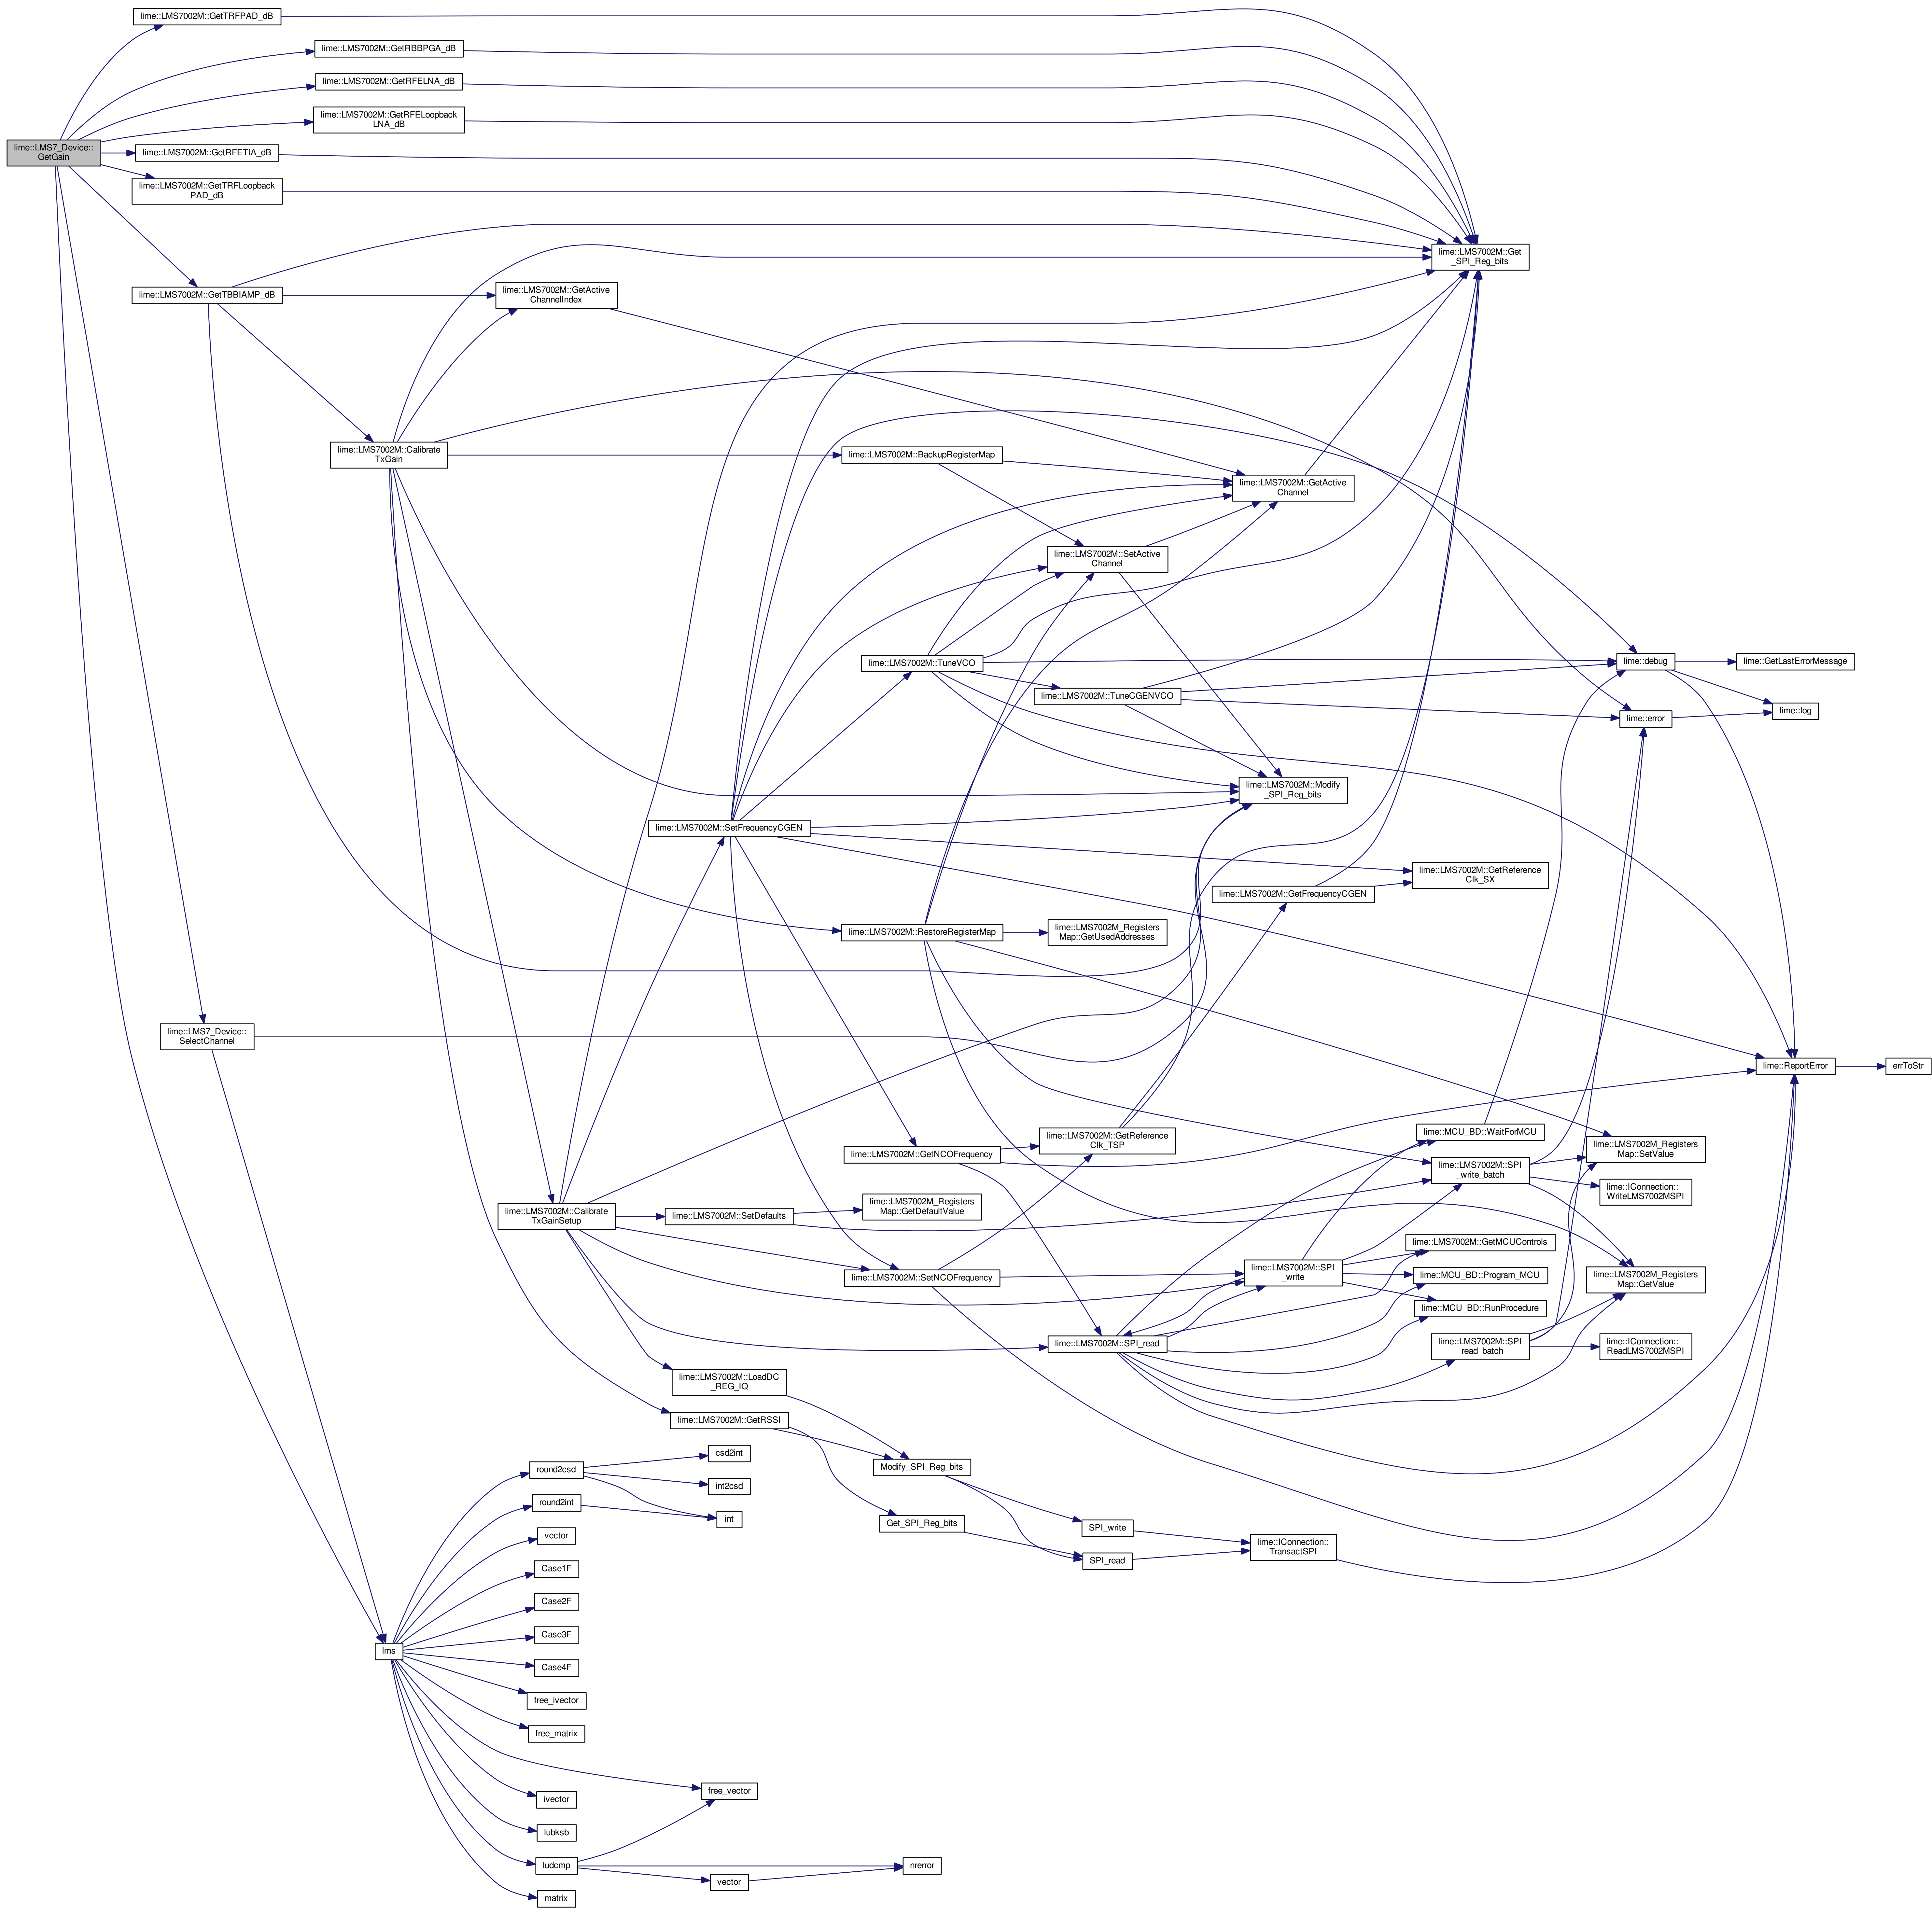 lime::LMS7_Device::
GetGain
lime::LMS7002M::GetTRFPAD_dB
lime::LMS7002M::GetRBBPGA_dB
lime::LMS7002M::GetRFELNA_dB
lime::LMS7002M::GetRFELoopback
LNA_dB
lime::LMS7002M::GetRFETIA_dB
lime::LMS7002M::GetTRFLoopback
PAD_dB
lime::LMS7002M::Get
_SPI_Reg_bits
lime::LMS7002M::GetTBBIAMP_dB
lime::LMS7002M::GetActive
ChannelIndex
lime::LMS7002M::Calibrate
TxGain
lime::LMS7002M::BackupRegisterMap
lime::LMS7002M::GetActive
Channel
lime::LMS7002M::SetActive
Channel
lime::LMS7002M::TuneVCO
lime::LMS7002M::TuneCGENVCO
lime::debug
lime::GetLastErrorMessage
lime::error
lime::log
lime::LMS7002M::Modify
_SPI_Reg_bits
lime::LMS7002M::SetFrequencyCGEN
lime::LMS7002M::GetReference
Clk_SX
lime::LMS7002M::GetFrequencyCGEN
lime::LMS7002M::RestoreRegisterMap
lime::LMS7002M_Registers
Map::GetUsedAddresses
lime::LMS7_Device::
SelectChannel
lime::ReportError
errToStr
lime::LMS7002M::GetNCOFrequency
lime::LMS7002M::GetReference
Clk_TSP
lime::MCU_BD::WaitForMCU
lime::LMS7002M_Registers
Map::SetValue
lime::LMS7002M::SPI
_write_batch
lime::IConnection::
WriteLMS7002MSPI
lime::LMS7002M::Calibrate
TxGainSetup
lime::LMS7002M::SetDefaults
lime::LMS7002M_Registers
Map::GetDefaultValue
lime::LMS7002M::GetMCUControls
lime::LMS7002M::SetNCOFrequency
lime::LMS7002M::SPI
_write
lime::MCU_BD::Program_MCU
lime::LMS7002M_Registers
Map::GetValue
lime::MCU_BD::RunProcedure
lime::LMS7002M::SPI_read
lime::LMS7002M::SPI
_read_batch
lime::IConnection::
ReadLMS7002MSPI
lime::LMS7002M::LoadDC
_REG_IQ
lime::LMS7002M::GetRSSI
Modify_SPI_Reg_bits
Get_SPI_Reg_bits
SPI_write
SPI_read
lime::IConnection::
TransactSPI
lms
round2csd
csd2int
int2csd
round2int
int
vector
Case1F
Case2F
Case3F
Case4F
free_ivector
free_matrix
free_vector
ivector
lubksb
ludcmp
nrerror
vector
matrix